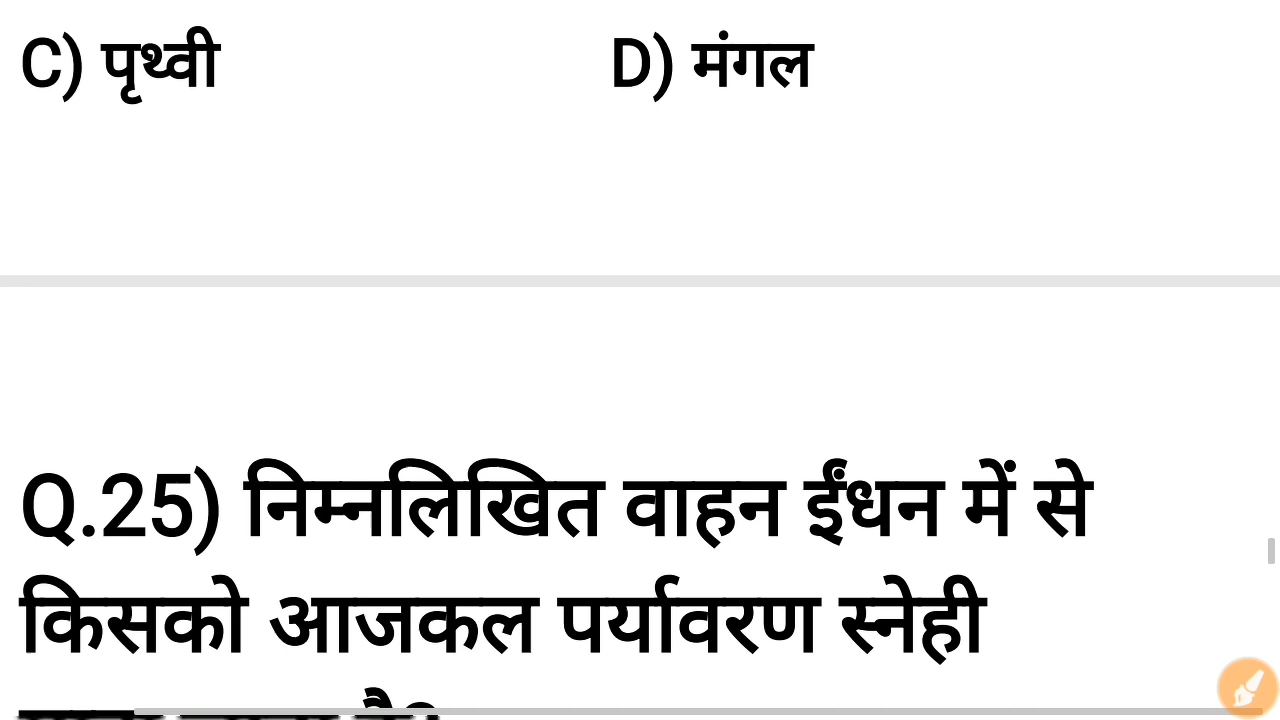 C) पृथ्वी D) मंगल
Q.25) निम्नलिखित वाहन ईंधन में से
किसको आजकल पर्यावरण स्नेही
है?